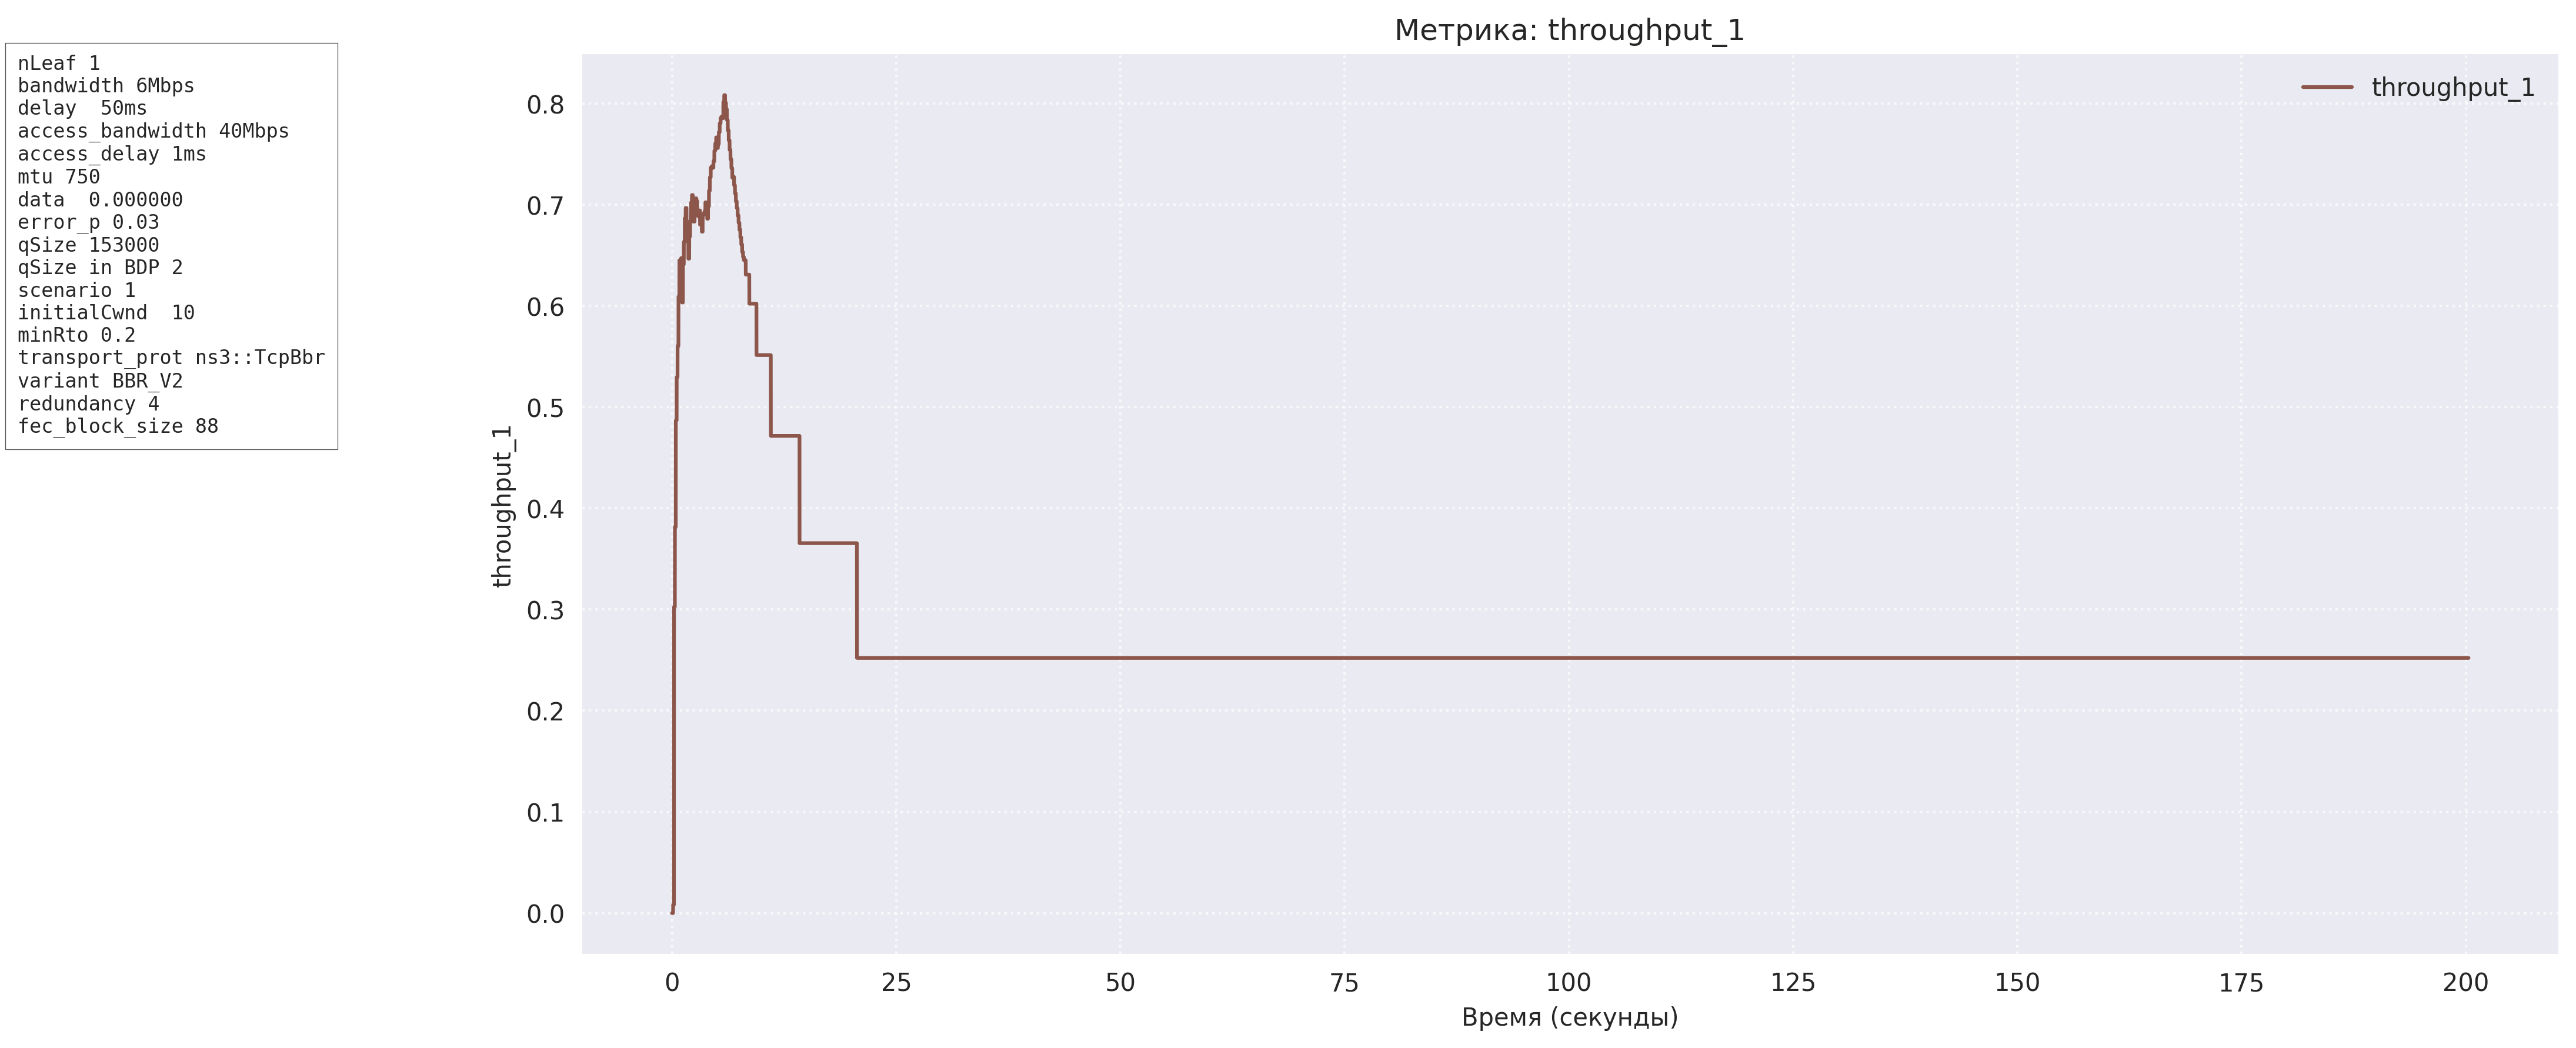 Метрика: throughput_1
nLeaf 1
bandwidth 6Mbps
delay  50ms
access_bandwidth 40Mbps
access_delay 1ms
mtu 750
data  0.000000
error_p 0.03
qSize 153000
qSize in BDP 2
scenario 1
initialCwnd  10
minRto 0.2
transport_prot ns3::TcpBbr
variant BBR_V2
redundancy 4
fec_block_size 88
throughput_1
throughput_1
0.8
0.7
0.6
0.5
0.4
0.3
0.2
0.1
0.0
0 25 50 75 100 125 150 175 200
Время (секунды)